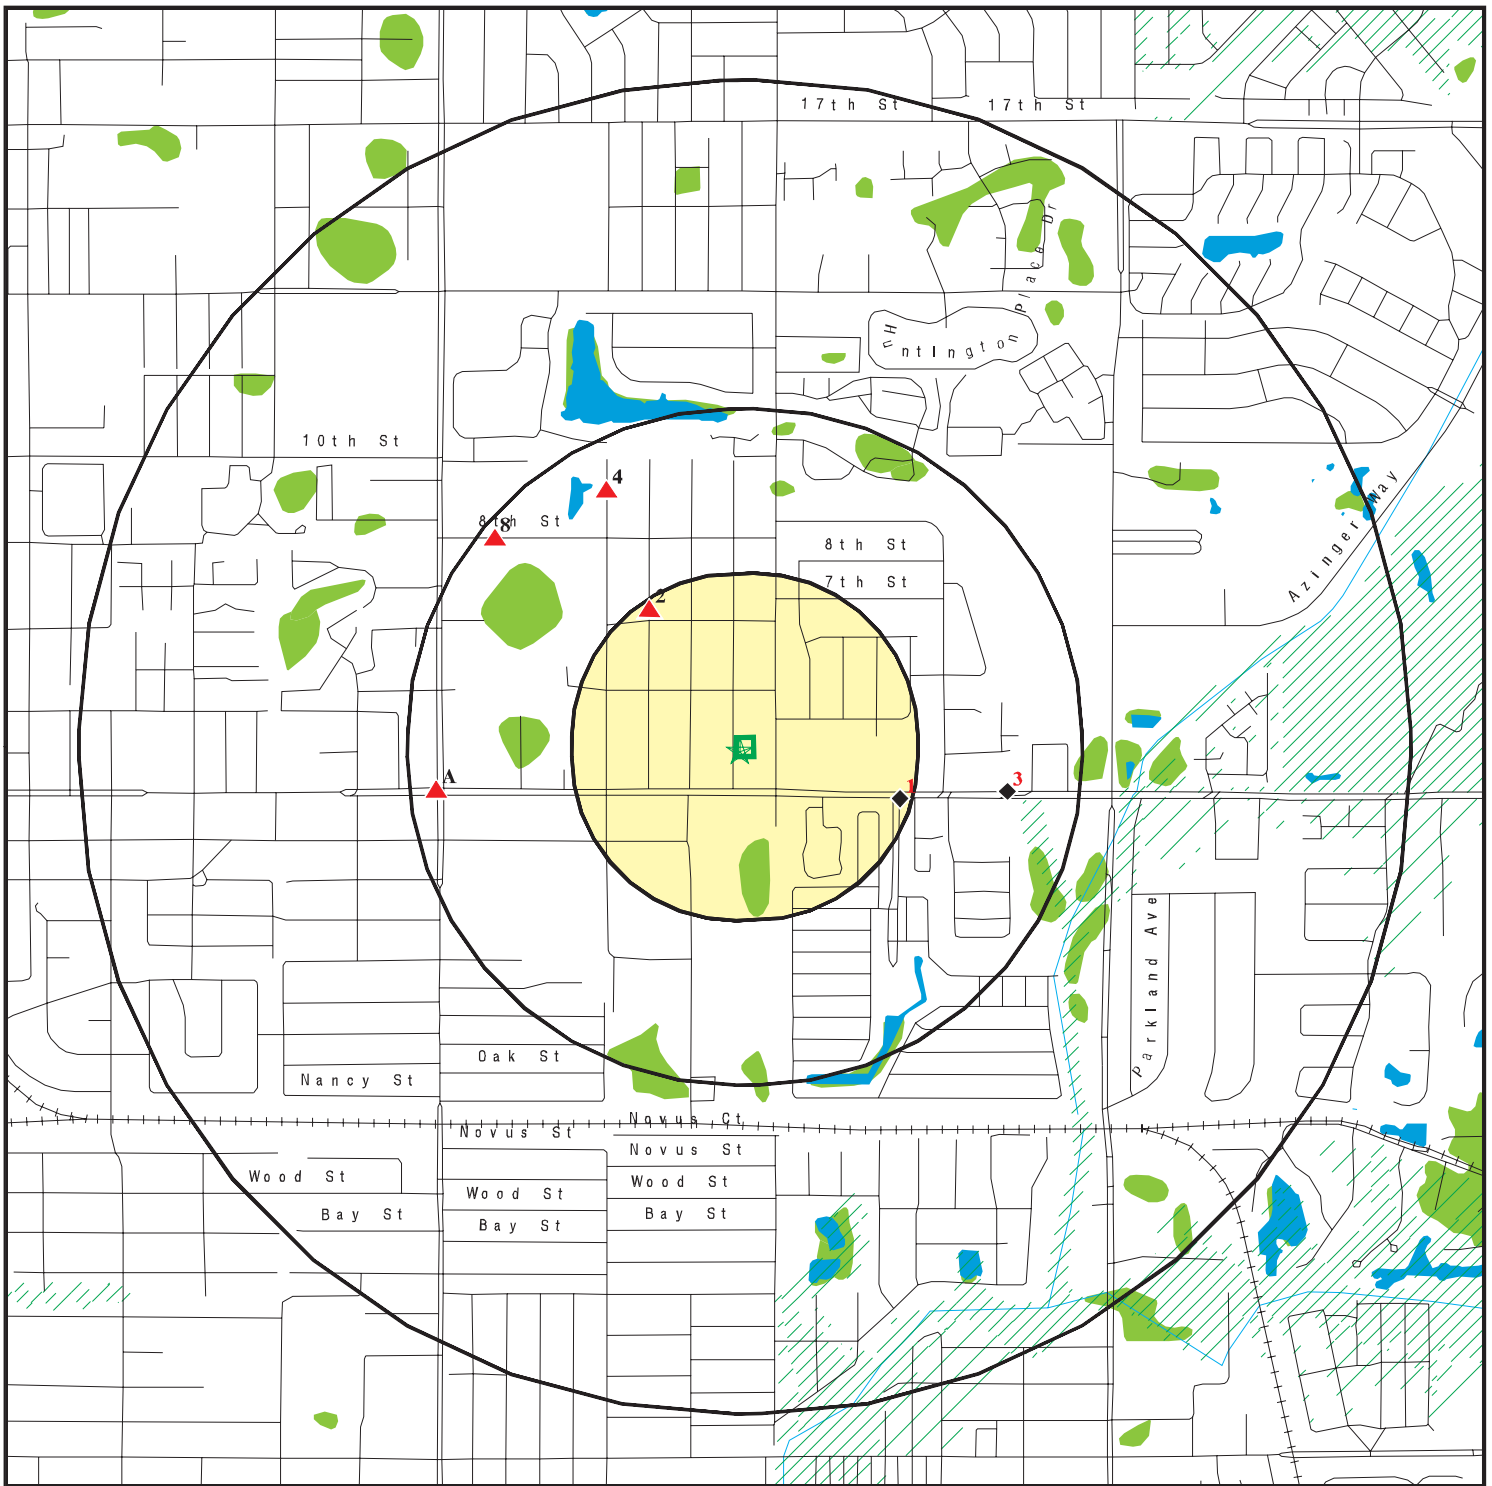 17th St
17th St
Place Dr
Huntington
10th St
4
8th St
8
8th St
7th St
Azinger Way
2
A
1
3
Parkland Ave
Oak St
Nancy St
Novus Ct
Novus St
Novus St
Wood St
Wood St
Wood St
Bay St
Bay St
Bay St